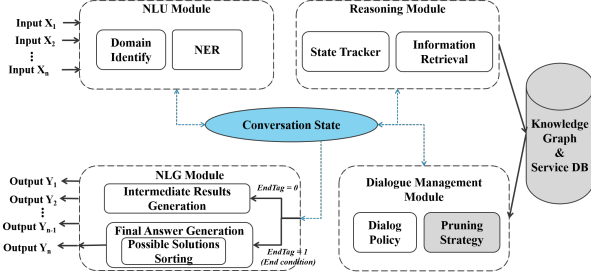 NLU Module
Reasoning Module
Input X1
Input X2
⋮
Input Xn
Domain
Identify
NER
State Tracker
Information
Retrieval
Conversation State
Knowledge
Graph
&
Service DB
NLG Module
Output Y1
Output Y2
⋮
Output Yn-1
Output Yn
Intermediate Results
Generation
EndTag = 0
Final Answer Generation
Possible Solutions
Sorting
EndTag = 1
(End condition)
Dialogue Management
Module
Dialog
Policy
Pruning
Strategy